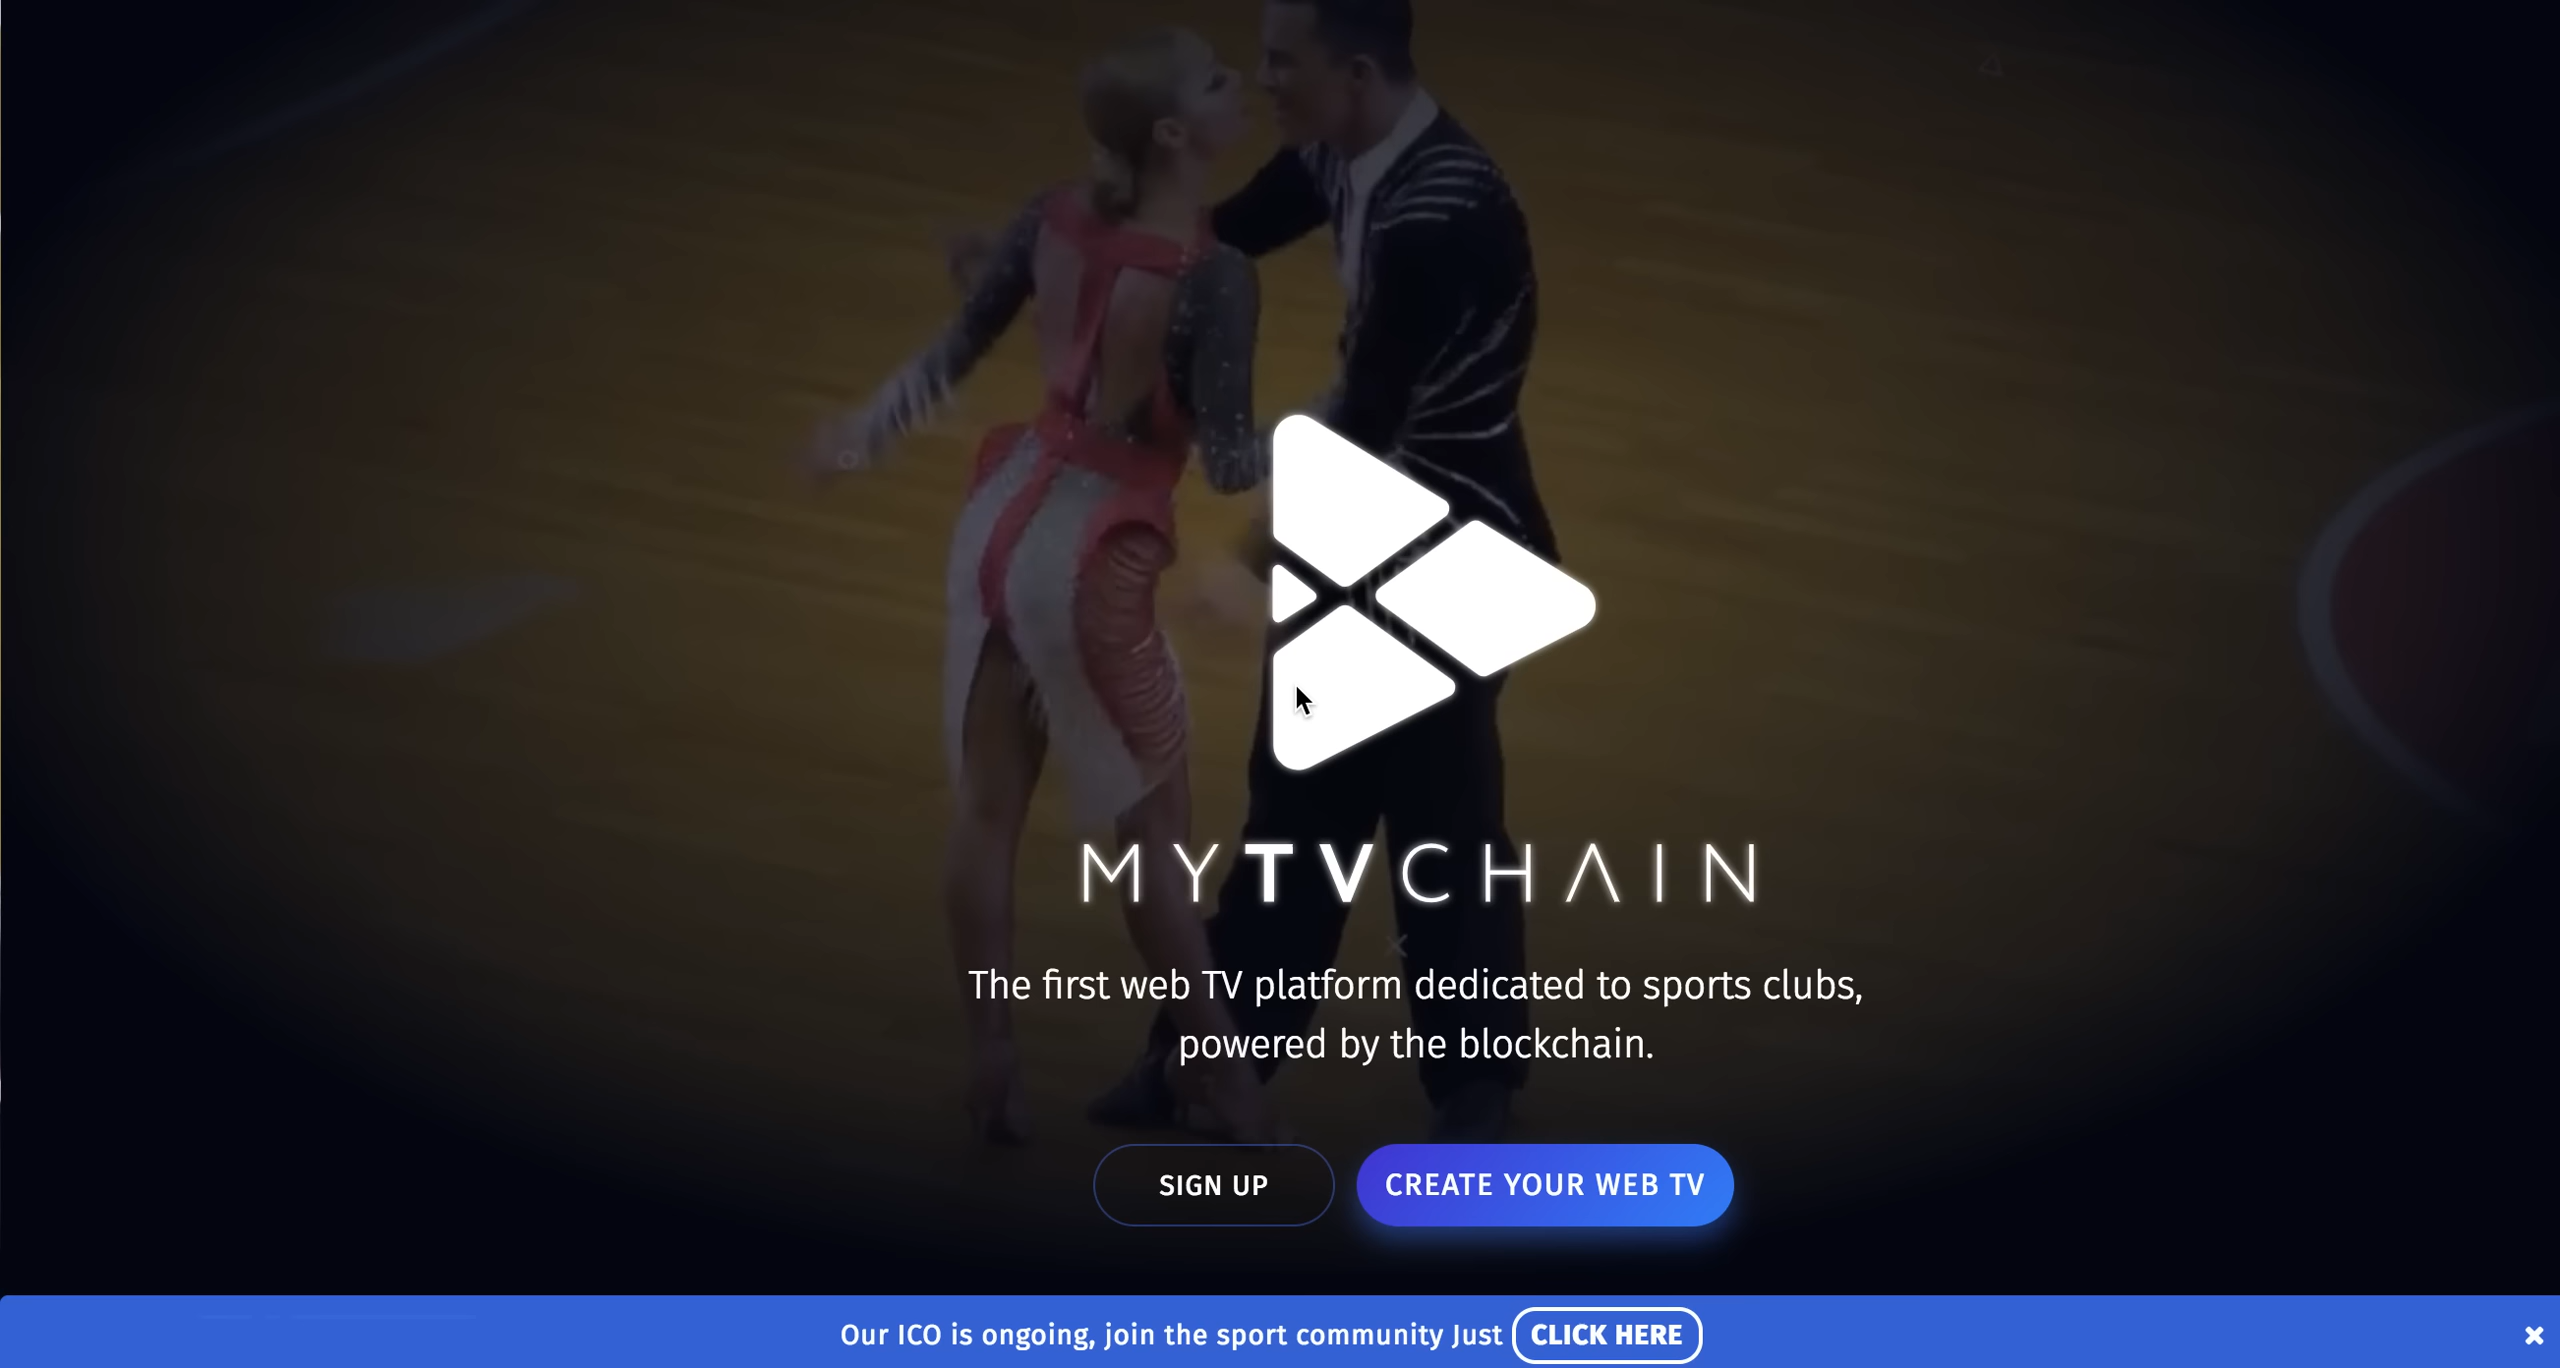 MYTVCHAIN
The first web TV platform dedicated to sports clubs,
powered by the blockchain.
SIGN UP
CREATE YOUR WEB TV
Our ICO is ongoing, join the sport community Just CLICK HERE